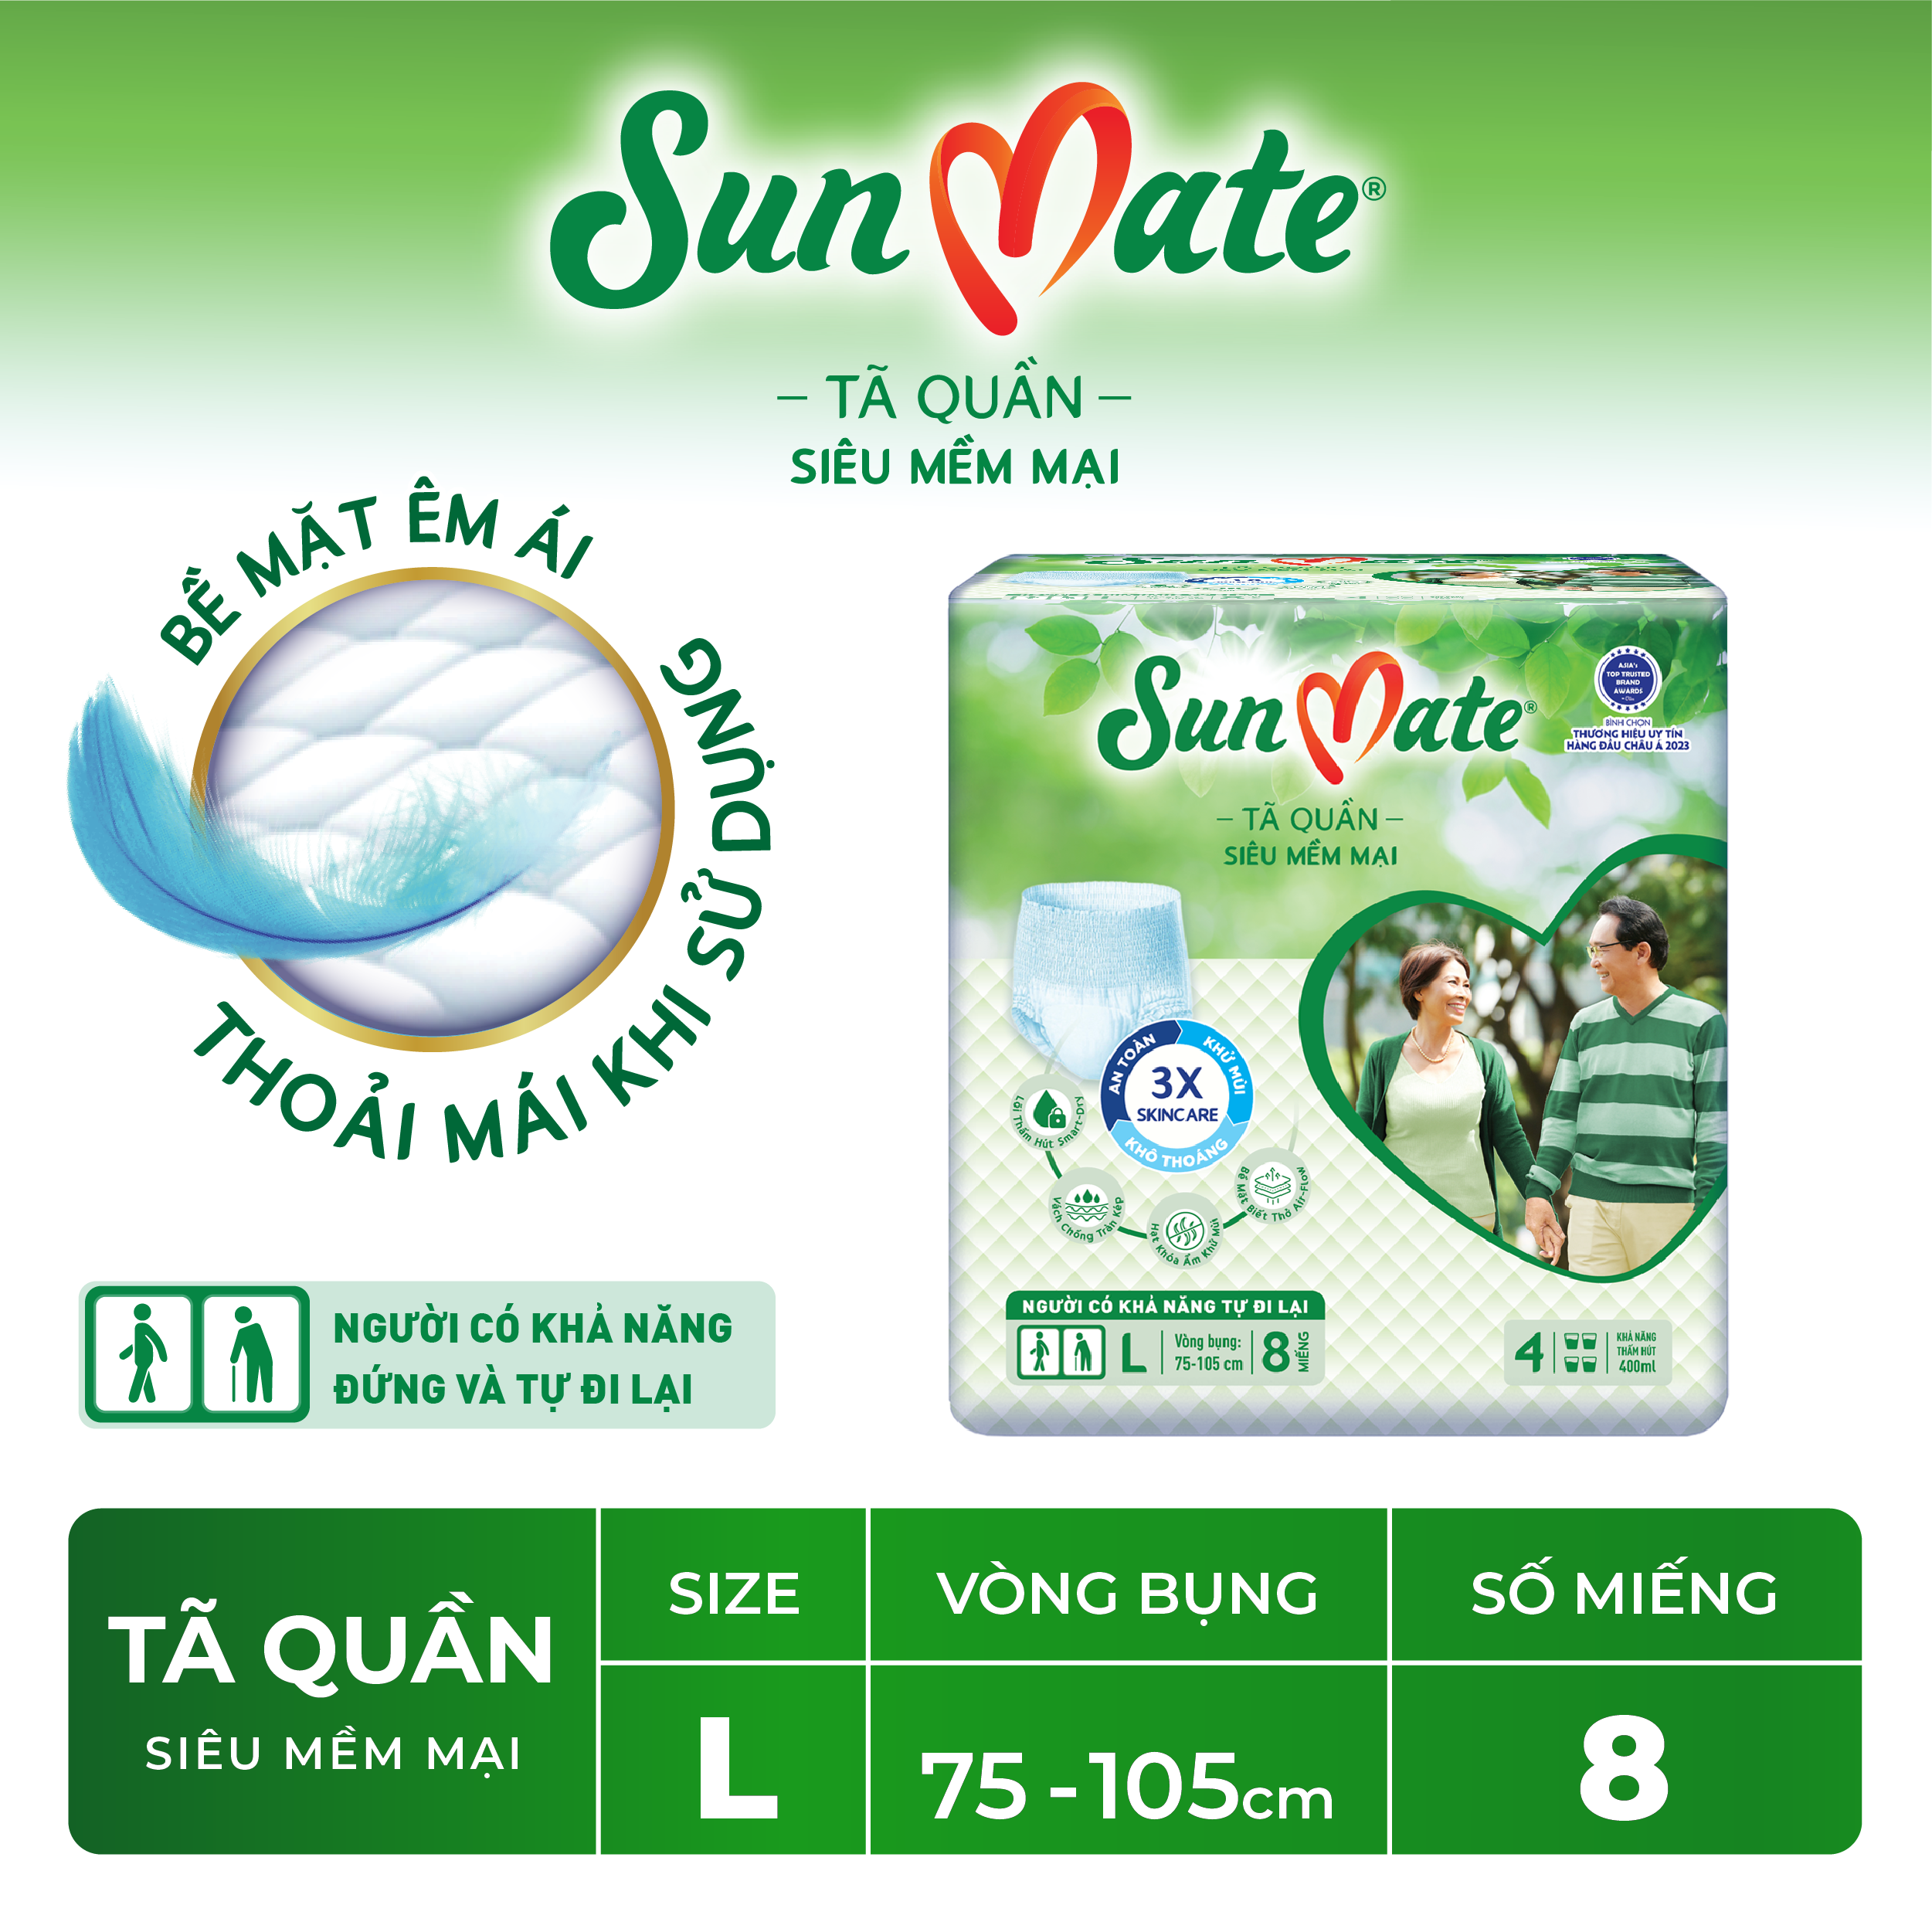 Sun Mate®
– TÃ QUẦN –
SIÊU MỀM MẠI
BỀ MẶT ÊM ÁI
THOẢI MÁI KHI SỬ DỤNG
NGƯỜI CÓ KHẢ NĂNG
ĐỨNG VÀ TỰ ĐI LẠI
Sun Mate®
ASIA's
TOP TRUSTED
BRAND
AWARDS
BÌNH CHỌN
THƯƠNG HIỆU UY TÍN
HÀNG ĐẦU CHÂU Á 2023
– TÃ QUẦN –
SIÊU MỀM MẠI
AN TOÀN
KHỬ MÙI
KHÔ THOÁNG
3X
SKINCARE
Lõi Thấm Hút Smart-Dry
Vách Chống Tràn Kép
Hạt Khóa Ẩm Khử Mùi
Bề Mặt Biết Thở Air-Flow
NGƯỜI CÓ KHẢ NĂNG TỰ ĐI LẠI
L
Vòng bụng:
75-105 cm
8 MIẾNG
4
KHẢ NĂNG
THẤM HÚT
400ml
TÃ QUẦN
SIÊU MỀM MẠI
SIZE VÒNG BỤNG SỐ MIẾNG
L 75 - 105cm 8